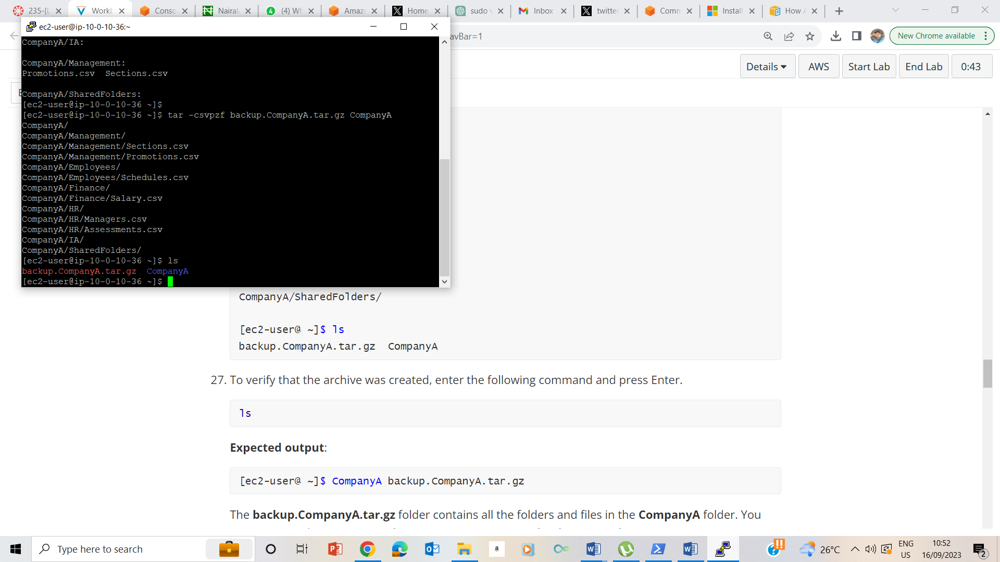 235-[L
Workb
Conso
Nairala
(4) Wh
Amazo
Home
sudo v
Inbox
twitter
Comm
Install
How A
ec2-user@ip-10-0-10-36:~
avBar=1
New Chrome available
Details
AWS
Start Lab
End Lab
0:43
CompanyA/IA:
CompanyA/Management:
Promotions.csv  Sections.csv
CompanyA/SharedFolders:
[ec2-user@ip-10-0-10-36 ~]$
[ec2-user@ip-10-0-10-36 ~]$ tar -csvpzf backup.CompanyA.tar.gz CompanyA
CompanyA/
CompanyA/Management/
CompanyA/Management/Sections.csv
CompanyA/Management/Promotions.csv
CompanyA/Employees/
CompanyA/Employees/Schedules.csv
CompanyA/Finance/
CompanyA/Finance/Salary.csv
CompanyA/HR/
CompanyA/HR/Managers.csv
CompanyA/HR/Assessments.csv
CompanyA/IA/
CompanyA/SharedFolders/
[ec2-user@ip-10-0-10-36 ~]$ ls
backup.CompanyA.tar.gz  CompanyA
[ec2-user@ip-10-0-10-36 ~]$
CompanyA/SharedFolders/
[ec2-user@ ~]$ ls
backup.CompanyA.tar.gz  CompanyA
27. To verify that the archive was created, enter the following command and press Enter.
ls
Expected output:
[ec2-user@ ~]$ CompanyA backup.CompanyA.tar.gz
The backup.CompanyA.tar.gz folder contains all the folders and files in the CompanyA folder. You
Type here to search
26°C
ENG
US
10:52
16/09/2023
2